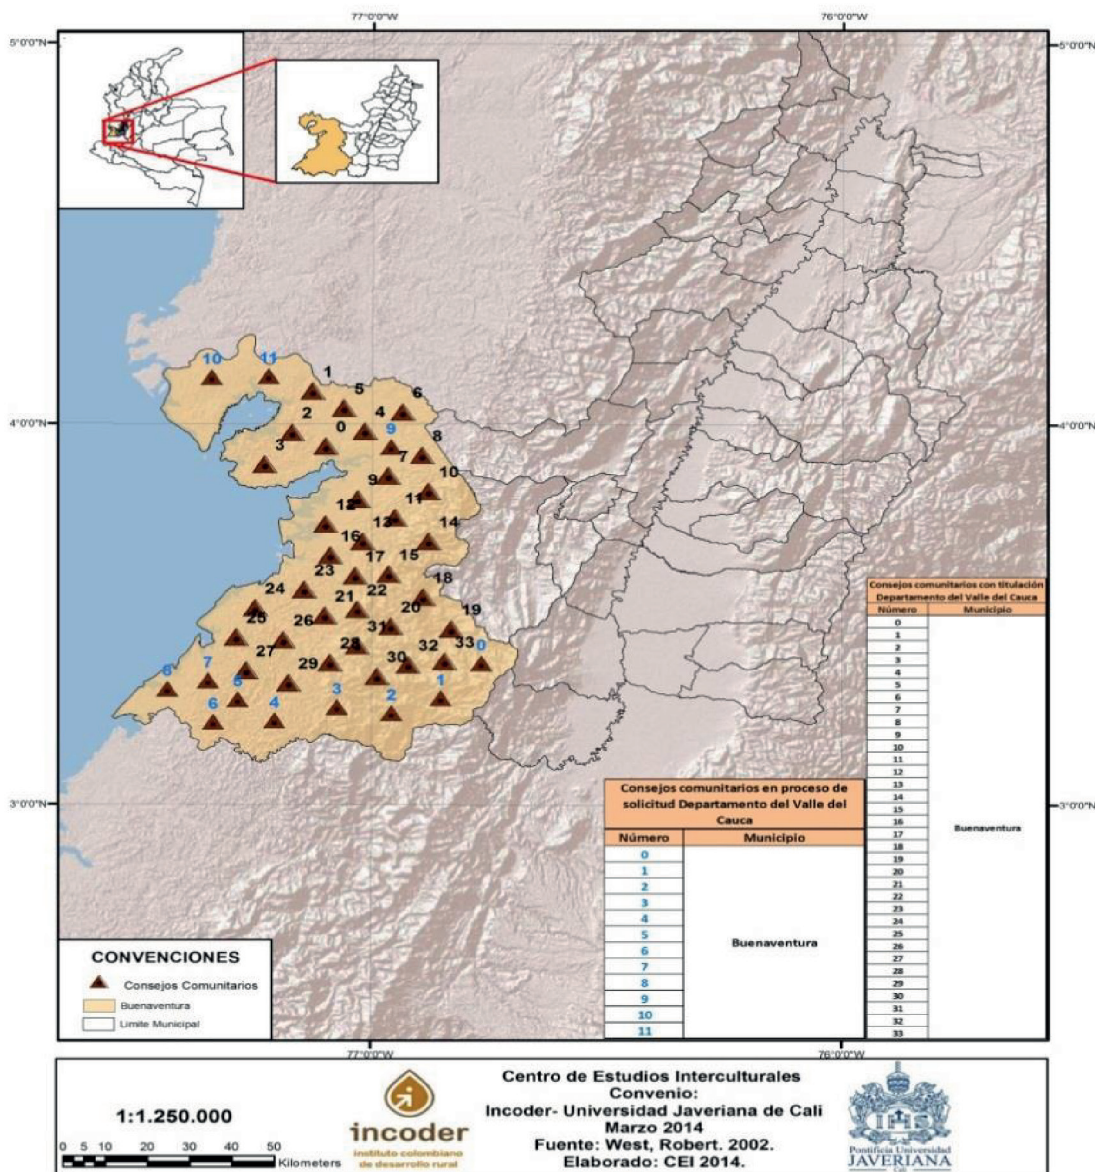 77°0'0"W 76°0'0"W
5°0'0"N 5°0'0"N
10 11 1
5 6
2 0 4 9 8
4°0'0"N 4°0'0"N
3 7
9 10
12 11
13 14
16 17 15
23 18
24 21 22 20 19
25 26 31
27 28 32 33 0
7 29 30
5 3 2 1
6 4
3°0'0"N 3°0'0"N
Consejos comunitarios con titulación
Departamento del Valle del Cauca
Número Municipio
0
1
2
3
4
5
6
7
8
9
10
11
12
13
14
15
16
17
18
19
20
21
22
23
24
25
26
27
28
29
30
31
32
33
Buenaventura
Consejos comunitarios en proceso de
solicitud Departamento del Valle del
Cauca
Número Municipio
0
1
2
3
4
5
6
7
8
9
10
11
Buenaventura
CONVENCIONES
Consejos Comunitarios
Buenaventura
Limite Municipal
77°0'0"W 76°0'0"W
1:1.250.000
0 5 10 20 30 40 50
Kilometers
incoder
instituto colombiano
de desarrollo rural
Centro de Estudios Interculturales
Convenio:
Incoder- Universidad Javeriana de Cali
Marzo 2014
Fuente: West, Robert. 2002.
Elaborado: CEI 2014.
IHS
Pontificia Universidad
JAVERIANA